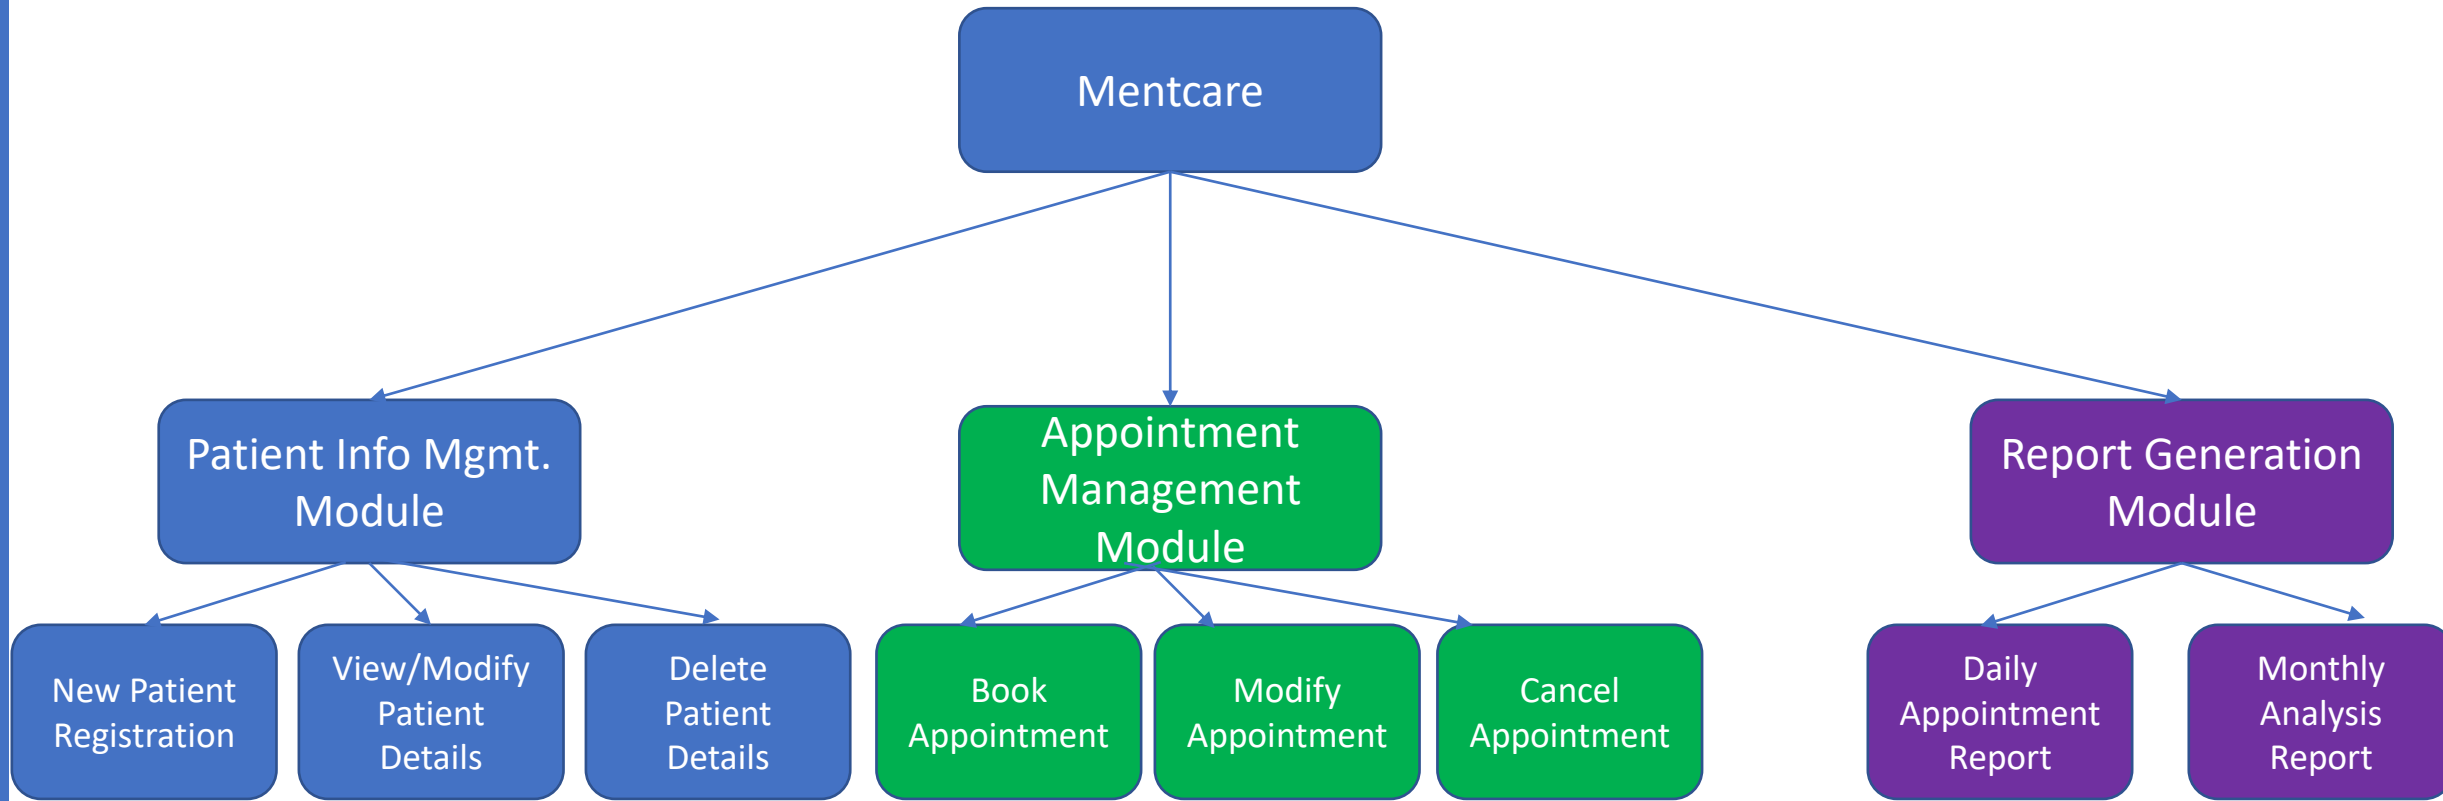 Mentcare
Patient Info Mgmt.
Module
Appointment
Management
Module
Report Generation
Module
New Patient
Registration
View/Modify
Patient
Details
Delete
Patient
Details
Book
Appointment
Modify
Appointment
Cancel
Appointment
Daily
Appointment
Report
Monthly
Analysis
Report